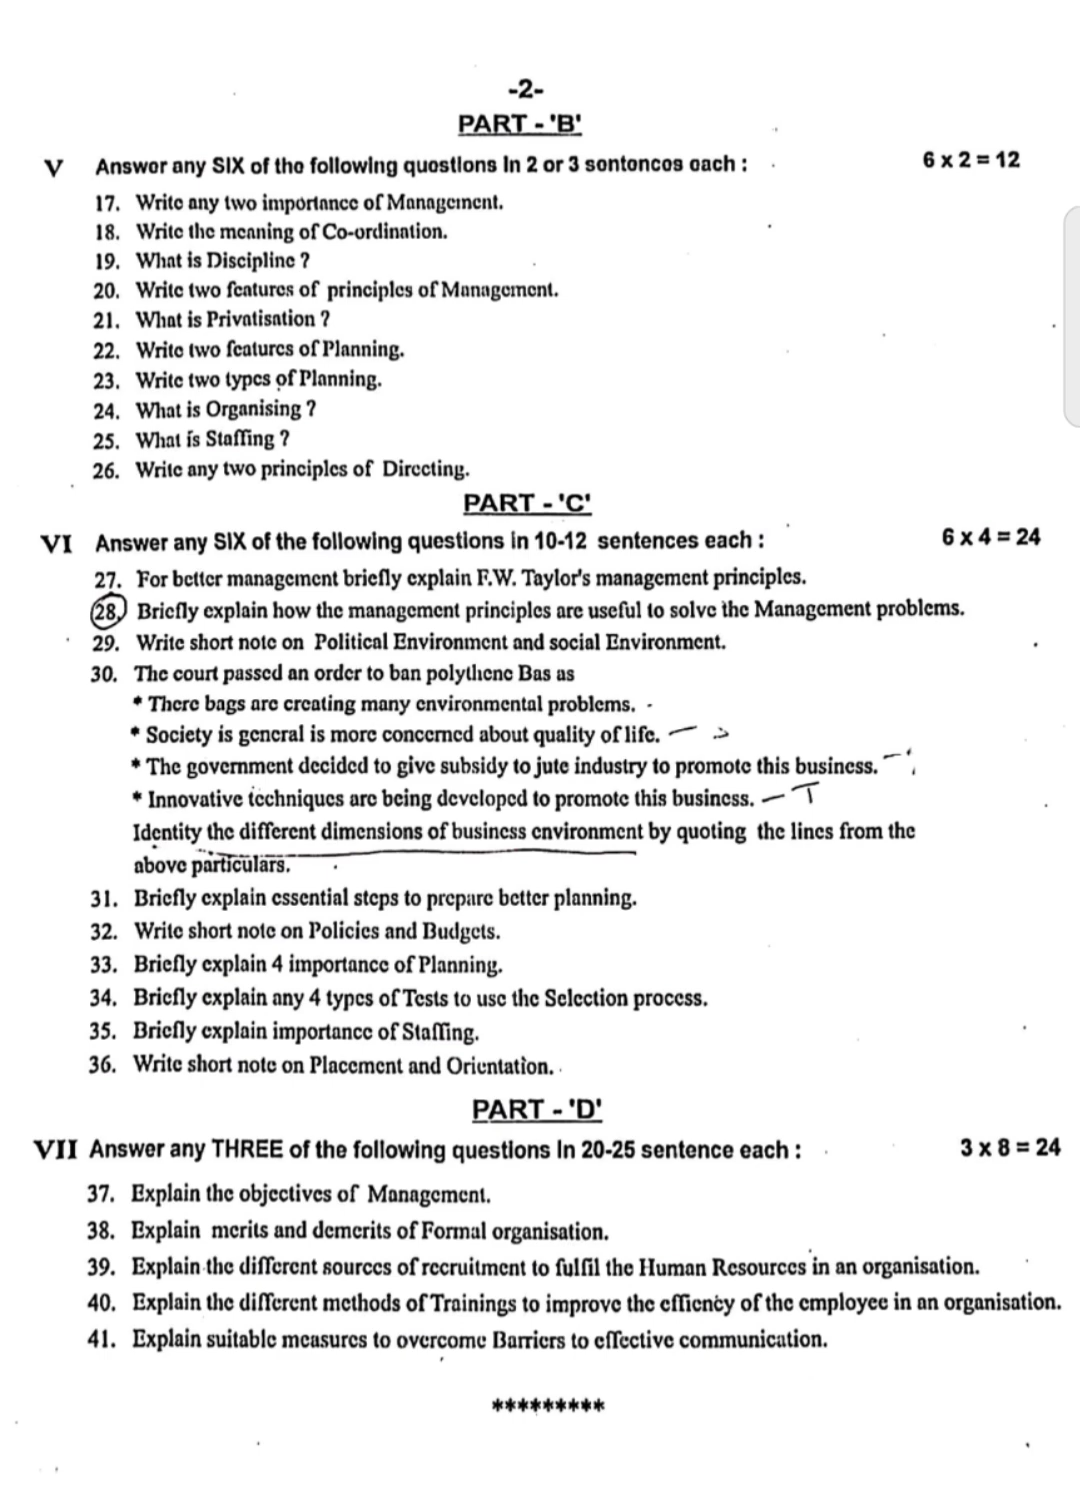 -2-
PART - 'B'
V Answer any SIX of the following questions In 2 or 3 sentences each : 6 x 2 = 12
17. Write any two importance of Management.
18. Write the meaning of Co-ordination.
19. What is Discipline ?
20. Write two features of principles of Management.
21. What is Privatisation ?
22. Write two features of Planning.
23. Write two types of Planning.
24. What is Organising ?
25. What is Staffing ?
26. Write any two principles of Directing.
PART - 'C'
VI Answer any SIX of the following questions in 10-12 sentences each : 6 x 4 = 24
27. For better management briefly explain F.W. Taylor's management principles.
28. Briefly explain how the management principles are useful to solve the Management problems.
29. Write short note on Political Environment and social Environment.
30. The court passed an order to ban polythene Bas as
* There bags are creating many environmental problems.
* Society is general is more concerned about quality of life.
* The government decided to give subsidy to jute industry to promote this business.
* Innovative techniques are being developed to promote this business. — T
Identity the different dimensions of business environment by quoting the lines from the
above particulars.
31. Briefly explain essential steps to prepare better planning.
32. Write short note on Policies and Budgets.
33. Briefly explain 4 importance of Planning.
34. Briefly explain any 4 types of Tests to use the Selection process.
35. Briefly explain importance of Staffing.
36. Write short note on Placement and Orientation.
PART - 'D'
VII Answer any THREE of the following questions In 20-25 sentence each : 3 x 8 = 24
37. Explain the objectives of Management.
38. Explain merits and demerits of Formal organisation.
39. Explain the different sources of recruitment to fulfil the Human Resources in an organisation.
40. Explain the different methods of Trainings to improve the efficncy of the employee in an organisation.
41. Explain suitable measures to overcome Barriers to effective communication.
*********